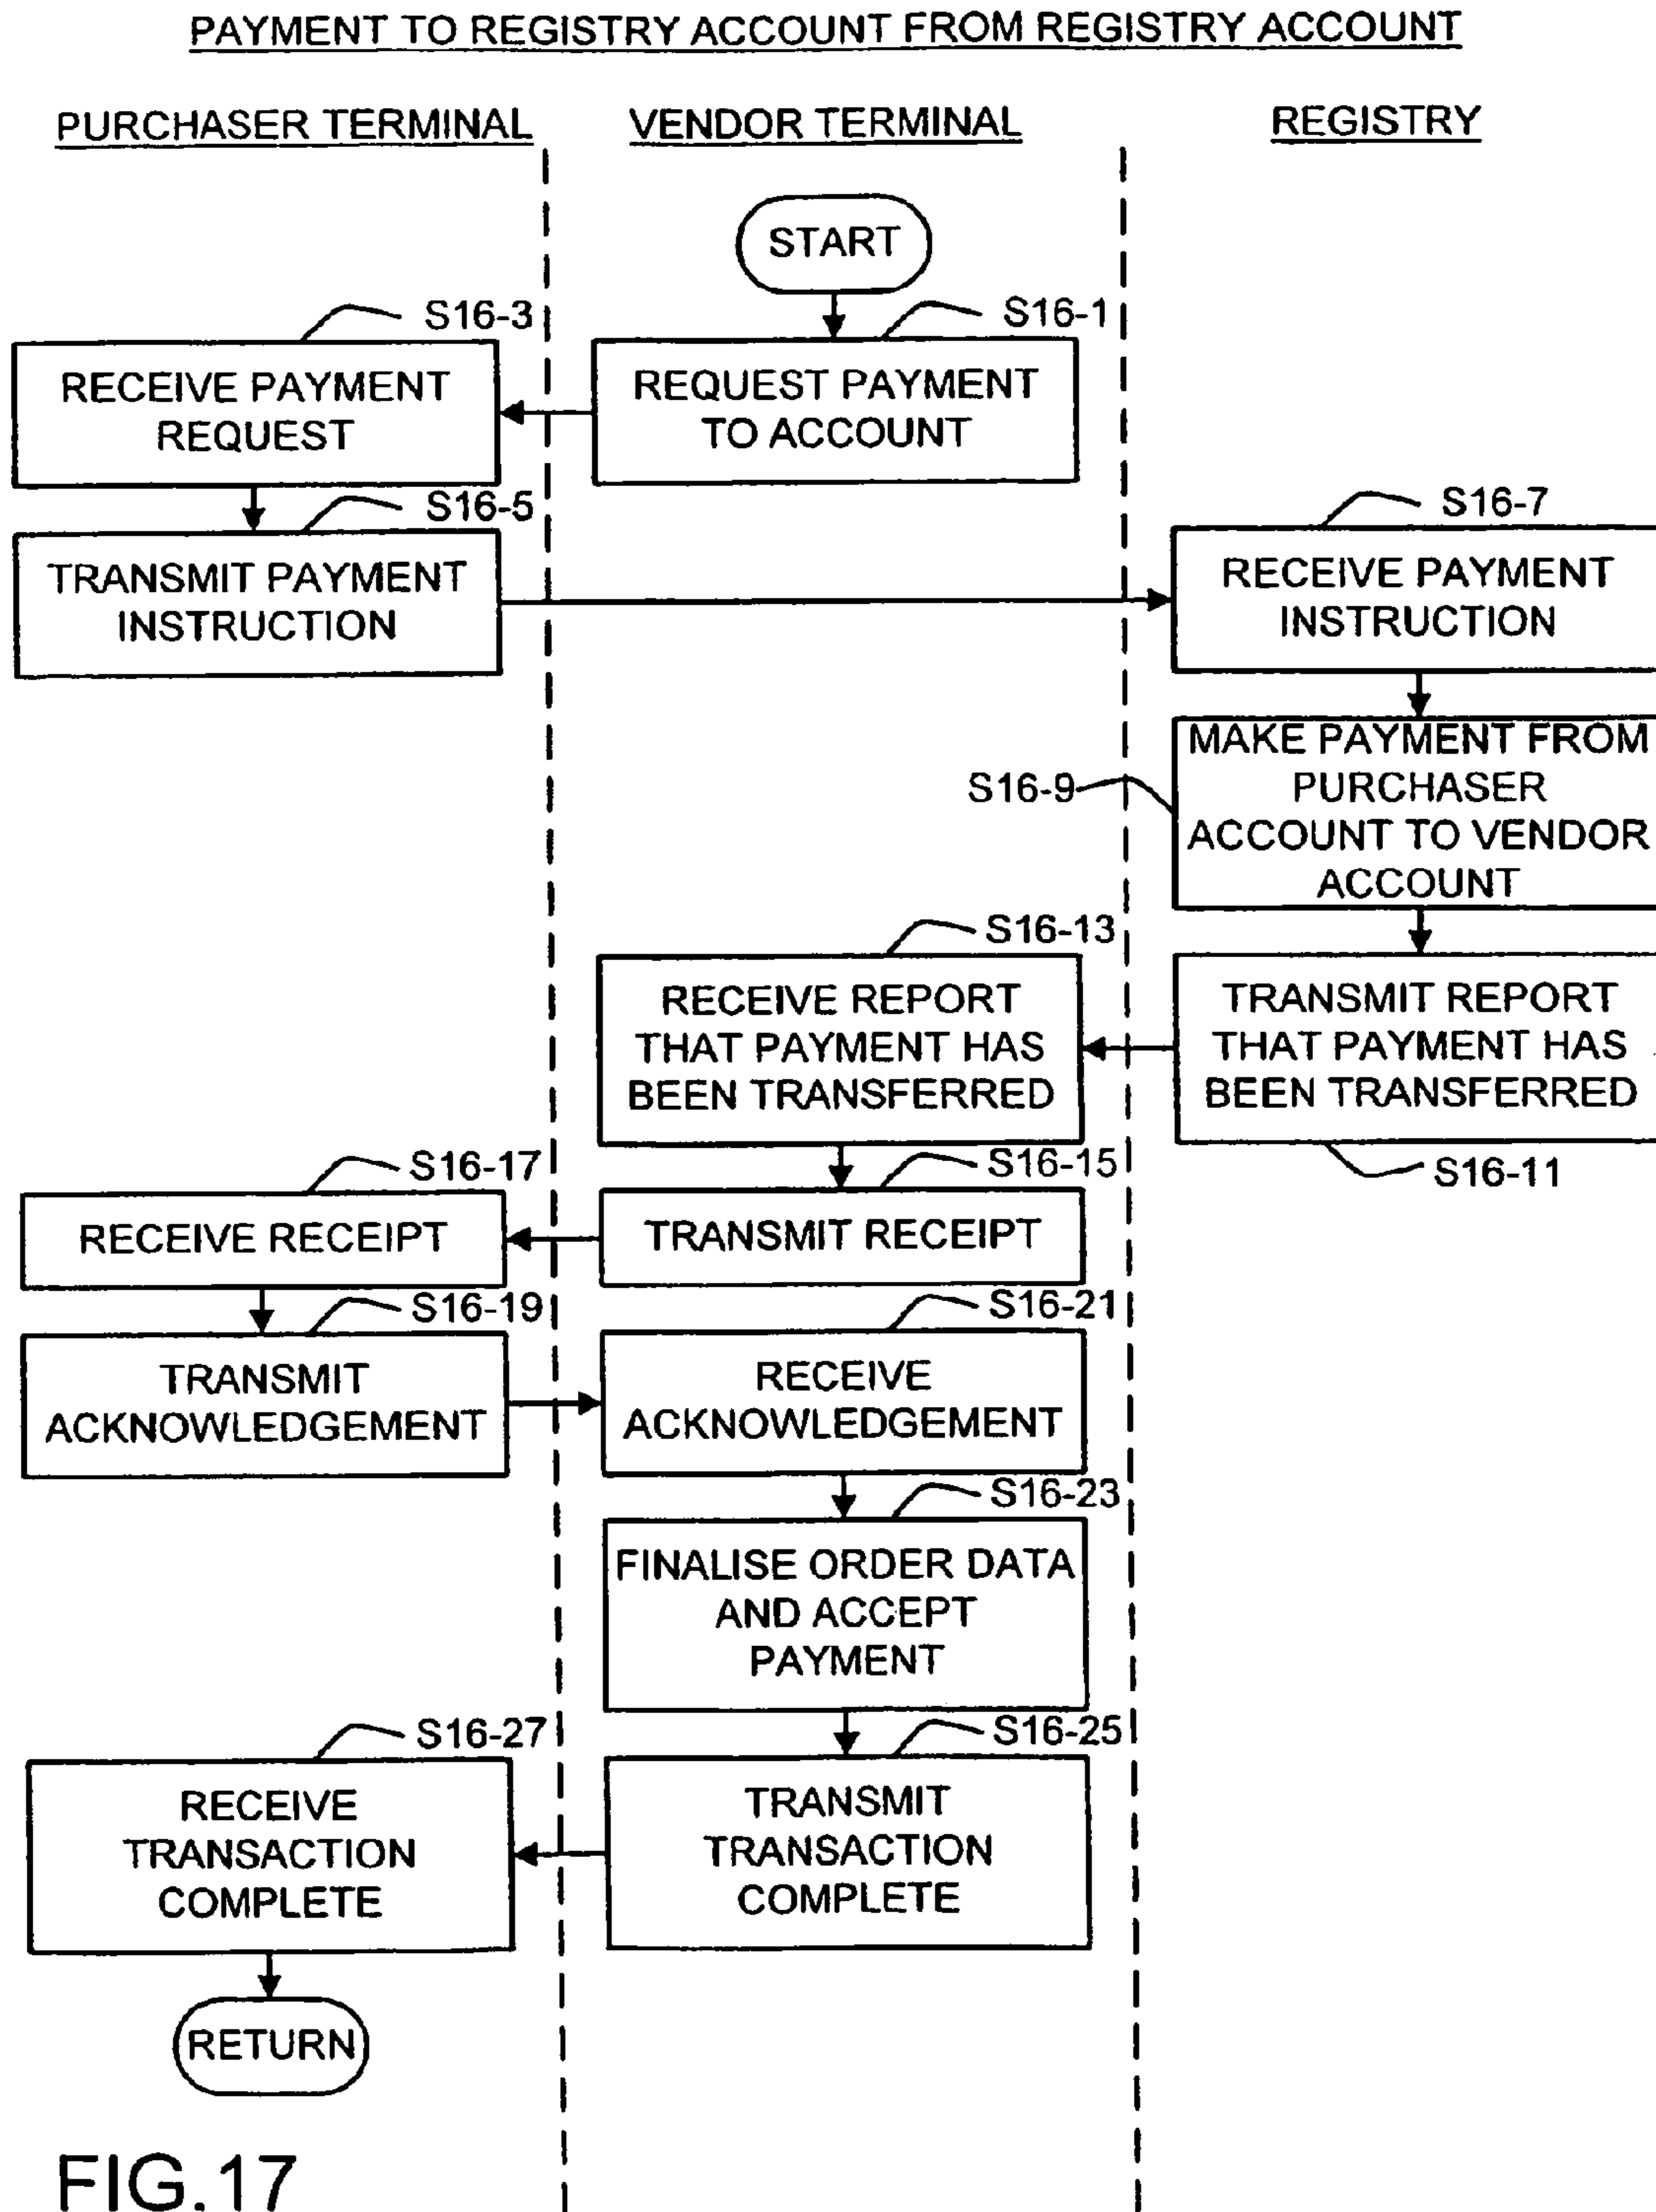 PAYMENT TO REGISTRY ACCOUNT FROM REGISTRY ACCOUNT
PURCHASER TERMINAL
VENDOR TERMINAL
REGISTRY
START
S16-3
S16-1
RECEIVE PAYMENT
REQUEST
REQUEST PAYMENT
TO ACCOUNT
S16-5
S16-7
TRANSMIT PAYMENT
INSTRUCTION
RECEIVE PAYMENT
INSTRUCTION
S16-9
MAKE PAYMENT FROM
PURCHASER
ACCOUNT TO VENDOR
ACCOUNT
S16-13
RECEIVE REPORT
THAT PAYMENT HAS
BEEN TRANSFERRED
TRANSMIT REPORT
THAT PAYMENT HAS
BEEN TRANSFERRED
S16-11
S16-17
S16-15
RECEIVE RECEIPT
TRANSMIT RECEIPT
S16-19
S16-21
TRANSMIT
ACKNOWLEDGEMENT
RECEIVE
ACKNOWLEDGEMENT
S16-23
FINALISE ORDER DATA
AND ACCEPT
PAYMENT
S16-27
S16-25
RECEIVE
TRANSACTION
COMPLETE
TRANSMIT
TRANSACTION
COMPLETE
RETURN
FIG.17